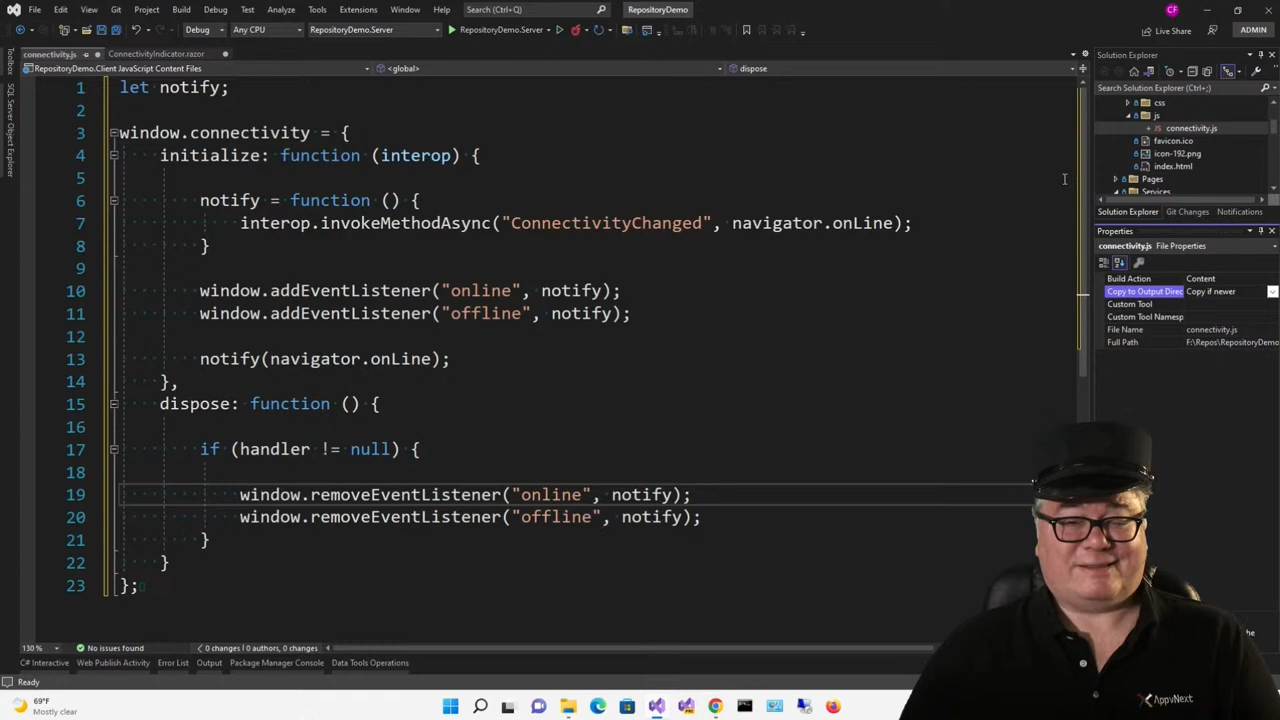 File Edit View Git Project Build Debug Test Analyze Tools Extensions Window Help Search (Ctrl+;) RepositoryDemo CF
Debug Any CPU RepositoryDemo.Server RepositoryDemo.Server Live Share ADMIN
Toolbox
SQL Server Object Explorer
connectivity.js ConnectivityIndicator.razor
RepositoryDemo.Client JavaScript Content Files <global> dispose
1 let notify;
2
3 window.connectivity = {
4 initialize: function (interop) {
5
6 notify = function () {
7 interop.invokeMethodAsync("ConnectivityChanged", navigator.onLine);
8 }
9
10 window.addEventListener("online", notify);
11 window.addEventListener("offline", notify);
12
13 notify(navigator.onLine);
14 },
15 dispose: function () {
16
17 if (handler != null) {
18
19 window.removeEventListener("online", notify);
20 window.removeEventListener("offline", notify);
21 }
22 }
23 };
Solution Explorer
Search Solution Explorer (Ctrl+;)
css
js
connectivity.js
favicon.ico
icon-192.png
index.html
Pages
Services
Solution Explorer Git Changes Notifications
Properties
connectivity.js File Properties
Build Action Content
Copy to Output Direc Copy if newer
Custom Tool
Custom Tool Namesp
File Name connectivity.js
Full Path F:\Repos\RepositoryDemo
130 % No issues found 0 changes | 0 authors, 0 changes
C# Interactive Web Publish Activity Error List Output Package Manager Console Data Tools Operations
Ready
69°F
Mostly clear
AppvNext